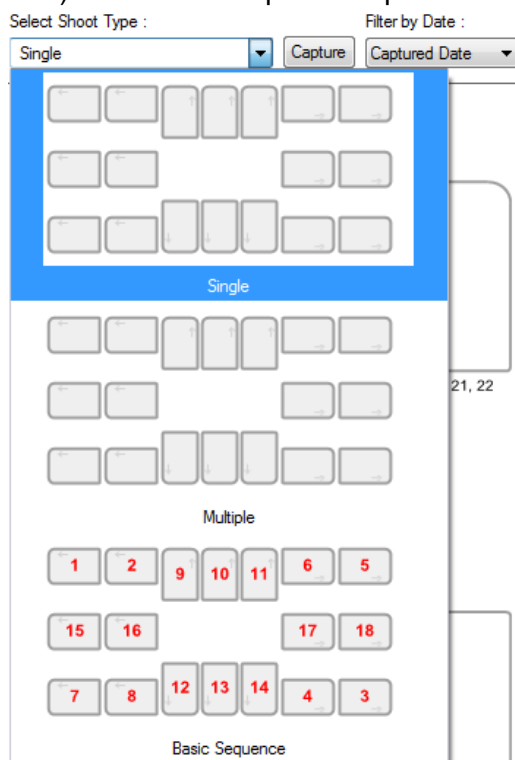 Select Shoot Type : Filter by Date :
Single Capture Captured Date
Single
21, 22
Multiple
1 2 9 10 11 6 5
15 16 17 18
7 8 12 13 14 4 3
Basic Sequence